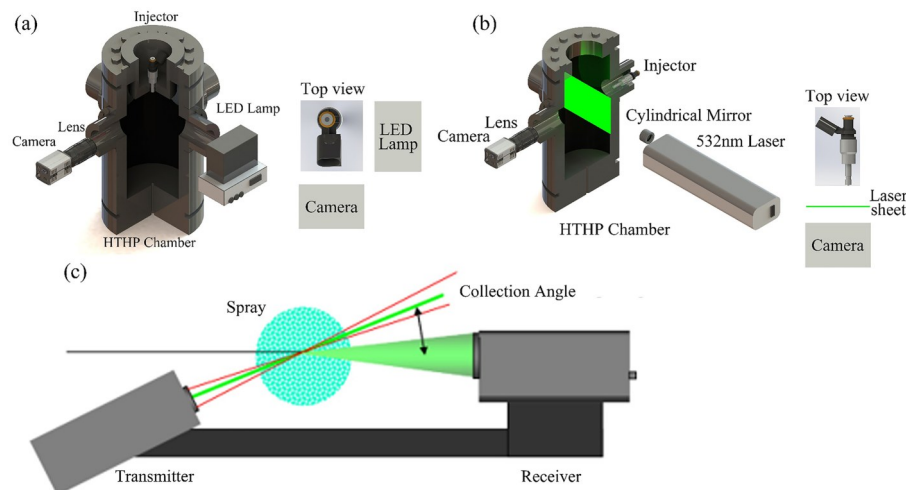 (a)
Injector
LED Lamp
Lens
Camera
HTHP Chamber
Top view
LED
Lamp
Camera
(b)
Injector
Lens
Camera
Cylindrical Mirror
532nm Laser
HTHP Chamber
Top view
Laser
sheet
Camera
(c)
Spray
Collection Angle
Transmitter
Receiver